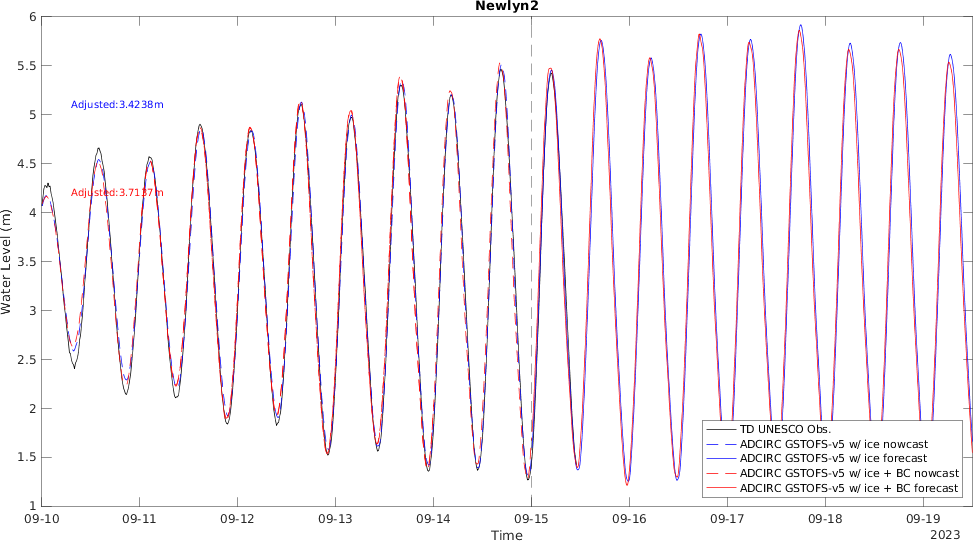 Newlyn2
6
5.5
5
4.5
4
3.5
3
2.5
2
1.5
1
Water Level (m)
Adjusted:3.4238m
Adjusted:3.7137m
TD UNESCO Obs.
ADCIRC GSTOFS-v5 w/ ice nowcast
ADCIRC GSTOFS-v5 w/ ice forecast
ADCIRC GSTOFS-v5 w/ ice + BC nowcast
ADCIRC GSTOFS-v5 w/ ice + BC forecast
09-10 09-11 09-12 09-13 09-14 09-15 09-16 09-17 09-18 09-19
Time
2023